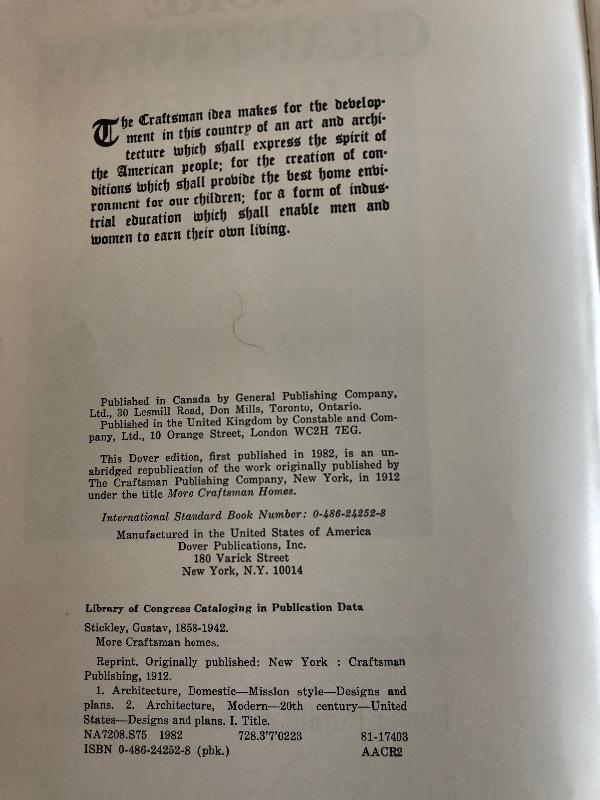 The Craftsman idea makes for the develop-
ment in this country of an art and archi-
tecture which shall express the spirit of
the American people; for the creation of con-
ditions which shall provide the best home envi-
ronment for our children; for a form of indus-
trial education which shall enable men and
women to earn their own living.
Published in Canada by General Publishing Company,
Ltd., 30 Lesmill Road, Don Mills, Toronto, Ontario.
Published in the United Kingdom by Constable and Com-
pany, Ltd., 10 Orange Street, London WC2H 7EG.
This Dover edition, first published in 1982, is an un-
abridged republication of the work originally published by
The Craftsman Publishing Company, New York, in 1912
under the title More Craftsman Homes.
International Standard Book Number: 0-486-24252-8
Manufactured in the United States of America
Dover Publications, Inc.
180 Varick Street
New York, N.Y. 10014
Library of Congress Cataloging in Publication Data
Stickley, Gustav, 1858-1942.
More Craftsman homes.
Reprint. Originally published: New York : Craftsman
Publishing, 1912.
1. Architecture, Domestic—Mission style—Designs and
plans. 2. Architecture, Modern—20th century—United
States—Designs and plans. I. Title.
NA7208.S75 1982 728.3'7'0223 81-17403
ISBN 0-486-24252-8 (pbk.) AACR2